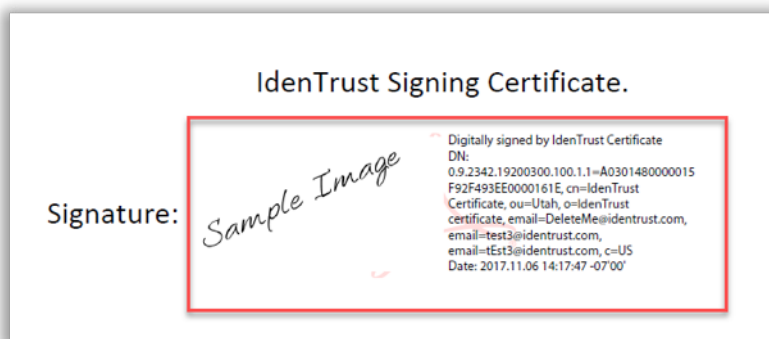 IdenTrust Signing Certificate.
Signature:
Sample Image
Digitally signed by IdenTrust Certificate
DN:
0.9.2342.19200300.100.1.1=A0301480000015
F92F493EE0000161E, cn=IdenTrust
Certificate, ou=Utah, o=IdenTrust
certificate, email=DeleteMe@identrust.com,
email=test3@identrust.com,
email=tEst3@identrust.com, c=US
Date: 2017.11.06 14:17:47 -07'00'